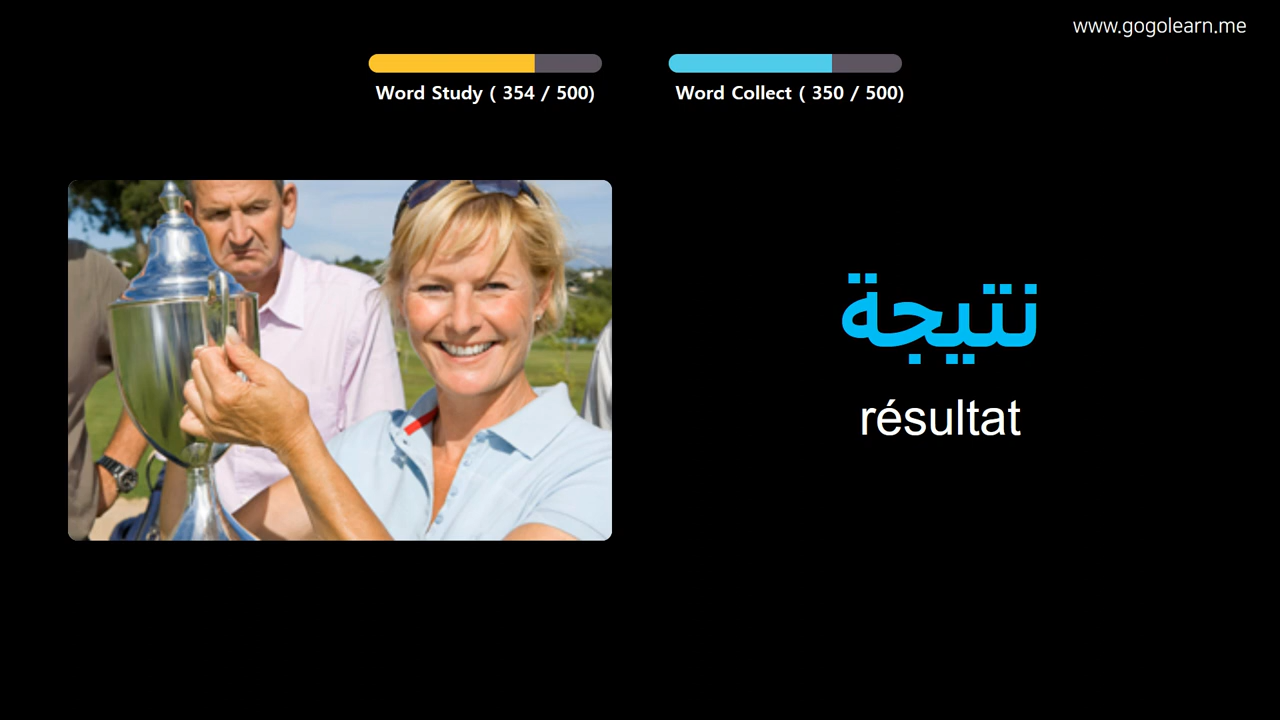 www.gogolearn.me
Word Study ( 354 / 500)
Word Collect ( 350 / 500)
نتيجة
résultat